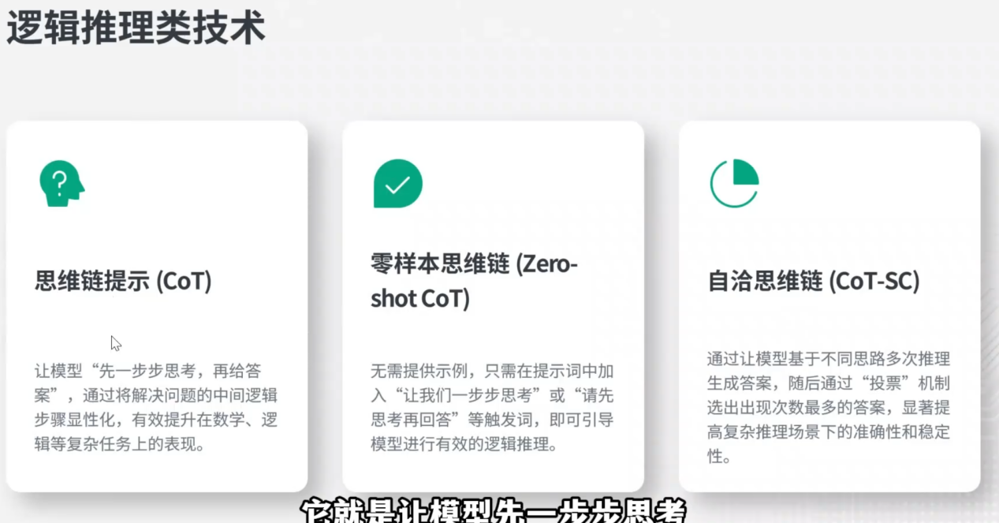 逻辑推理类技术
思维链提示 (CoT)
让模型“先一步步思考，再给答
案”，通过将解决问题的中间逻辑
步骤显性化，有效提升在数学、逻
辑等复杂任务上的表现。
零样本思维链 (Zero-
shot CoT)
无需提供示例，只需在提示词中加
入“让我们一步步思考”或“请先
思考再回答”等触发词，即可引导
模型进行有效的逻辑推理。
自洽思维链 (CoT-SC)
通过让模型基于不同思路多次推理
生成答案，随后通过“投票”机制
选出出现次数最多的答案，显著提
高复杂推理场景下的准确性和稳定
性。
它就是让模型先一步步思考